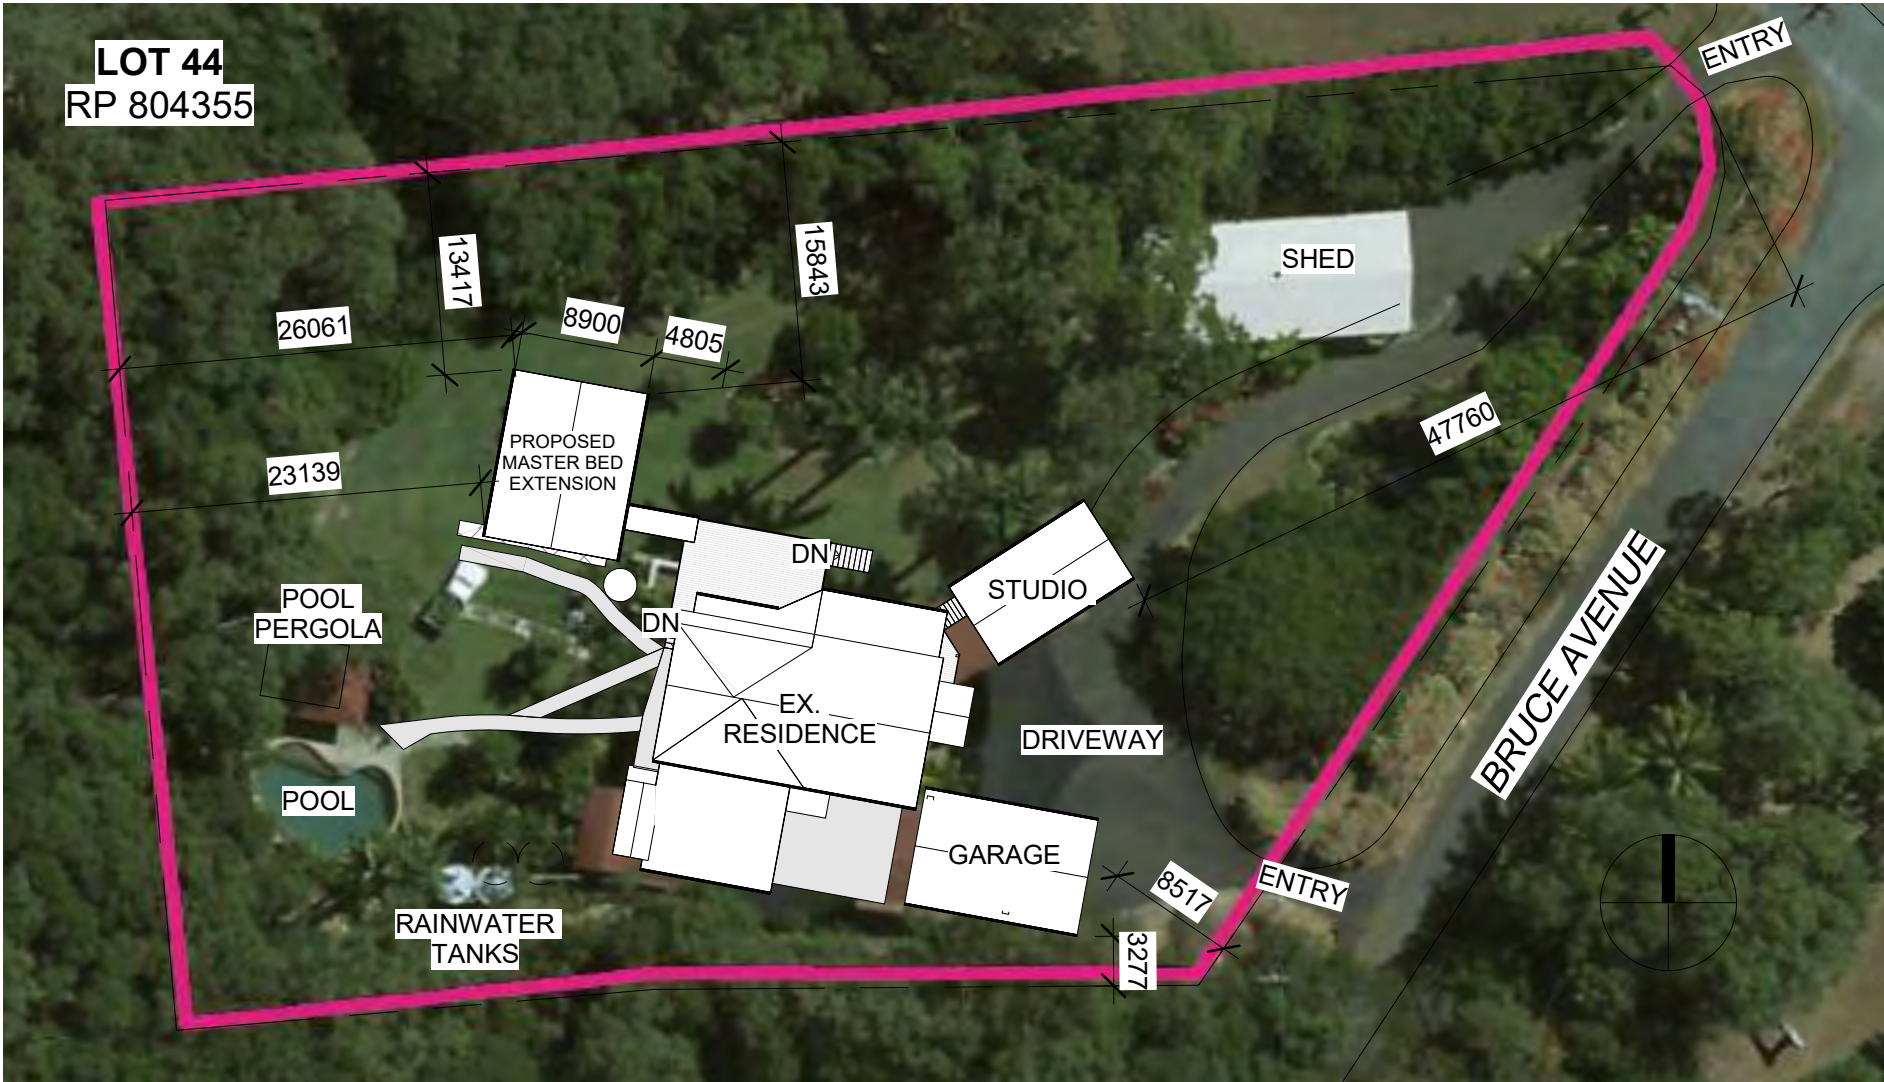 LOT 44
RP 804355
ENTRY
13417
15843
SHED
26061
8900
4805
47760
23139
PROPOSED
MASTER BED
EXTENSION
DN
STUDIO
POOL
PERGOLA
DN
BRUCE AVENUE
EX.
RESIDENCE
DRIVEWAY
POOL
GARAGE
8517
ENTRY
RAINWATER
TANKS
3277